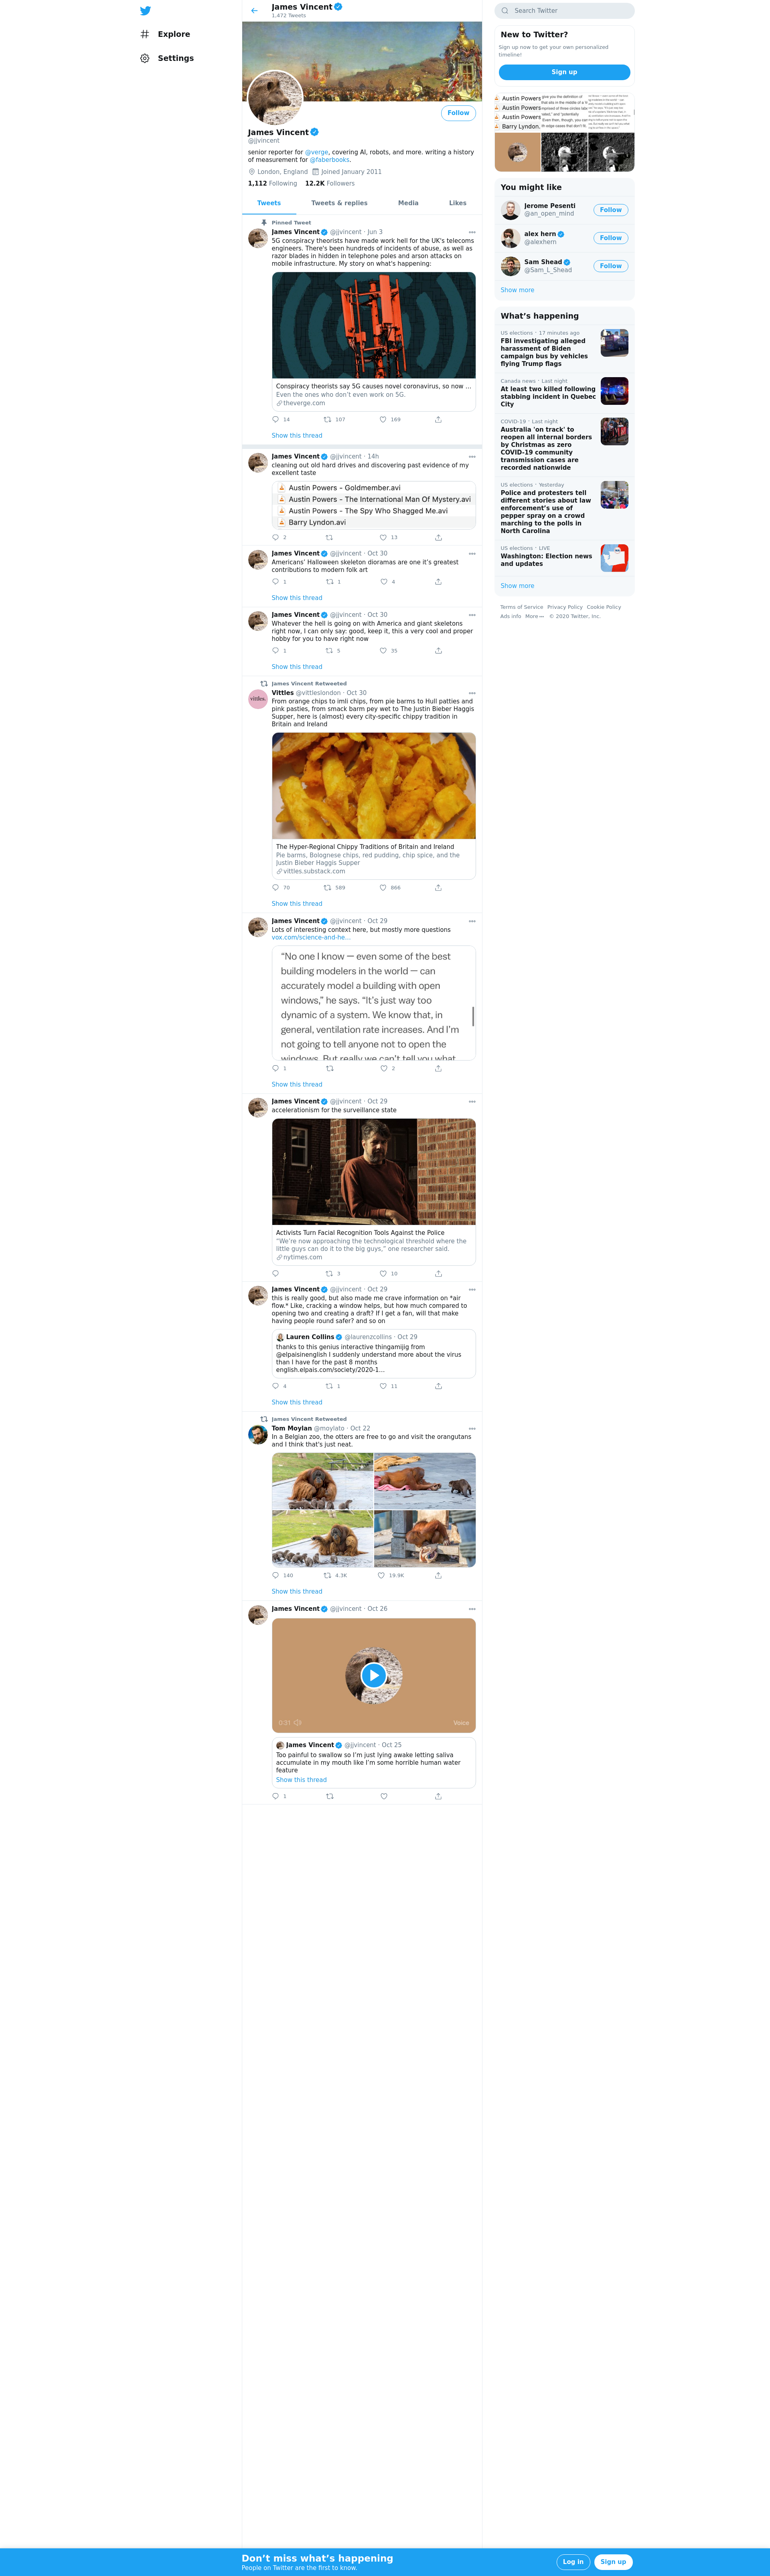 Explore
Settings
James Vincent
1,472 Tweets
Follow
James Vincent
@jjvincent
senior reporter for @verge, covering AI, robots, and more. writing a history
of measurement for @faberbooks.
London, England Joined January 2011
1,112 Following 12.2K Followers
Tweets Tweets & replies Media Likes
Pinned Tweet
James Vincent @jjvincent · Jun 3
5G conspiracy theorists have made work hell for the UK's telecoms
engineers. There's been hundreds of incidents of abuse, as well as
razor blades in hidden in telephone poles and arson attacks on
mobile infrastructure. My story on what's happening:
Conspiracy theorists say 5G causes novel coronavirus, so now ...
Even the ones who don't even work on 5G.
theverge.com
14 107 169
Show this thread
James Vincent @jjvincent · 14h
cleaning out old hard drives and discovering past evidence of my
excellent taste
Austin Powers - Goldmember.avi
Austin Powers - The International Man Of Mystery.avi
Austin Powers - The Spy Who Shagged Me.avi
Barry Lyndon.avi
2 13
James Vincent @jjvincent · Oct 30
Americans' Halloween skeleton dioramas are one it's greatest
contributions to modern folk art
1 1 4
Show this thread
James Vincent @jjvincent · Oct 30
Whatever the hell is going on with America and giant skeletons
right now, I can only say: good, keep it, this a very cool and proper
hobby for you to have right now
1 5 35
Show this thread
James Vincent Retweeted
Vittles @vittleslondon · Oct 30
vittles.
From orange chips to imli chips, from pie barms to Hull patties and
pink pasties, from smack barm pey wet to The Justin Bieber Haggis
Supper, here is (almost) every city-specific chippy tradition in
Britain and Ireland
The Hyper-Regional Chippy Traditions of Britain and Ireland
Pie barms, Bolognese chips, red pudding, chip spice, and the
Justin Bieber Haggis Supper
vittles.substack.com
70 589 866
Show this thread
James Vincent @jjvincent · Oct 29
Lots of interesting context here, but mostly more questions
vox.com/science-and-he...
“No one I know — even some of the best
building modelers in the world — can
accurately model a building with open
windows,” he says. “It’s just way too
dynamic of a system. We know that, in
general, ventilation rate increases. And I’m
not going to tell anyone not to open the
windows. But really we can’t tell you what
1 2
Show this thread
James Vincent @jjvincent · Oct 29
accelerationism for the surveillance state
Activists Turn Facial Recognition Tools Against the Police
“We’re now approaching the technological threshold where the
little guys can do it to the big guys,” one researcher said.
nytimes.com
3 10
James Vincent @jjvincent · Oct 29
this is really good, but also made me crave information on *air
flow.* Like, cracking a window helps, but how much compared to
opening two and creating a draft? If I get a fan, will that make
having people round safer? and so on
Lauren Collins @laurenzcollins · Oct 29
thanks to this genius interactive thingamijig from
@elpaisinenglish I suddenly understand more about the virus
than I have for the past 8 months
english.elpais.com/society/2020-1...
4 1 11
Show this thread
James Vincent Retweeted
Tom Moylan @moylato · Oct 22
In a Belgian zoo, the otters are free to go and visit the orangutans
and I think that's just neat.
140 4.3K 19.9K
Show this thread
James Vincent @jjvincent · Oct 26
0:31 Voice
James Vincent @jjvincent · Oct 25
Too painful to swallow so I’m just lying awake letting saliva
accumulate in my mouth like I’m some horrible human water
feature
Show this thread
1
Search Twitter
New to Twitter?
Sign up now to get your own personalized
timeline!
Sign up
Austin Powers
Austin Powers
Austin Powers
Barry Lyndon.
You might like
Jerome Pesenti
@an_open_mind
Follow
alex hern
@alexhern
Follow
Sam Shead
@Sam_L_Shead
Follow
Show more
What’s happening
US elections · 17 minutes ago
FBI investigating alleged
harassment of Biden
campaign bus by vehicles
flying Trump flags
Canada news · Last night
At least two killed following
stabbing incident in Quebec
City
COVID-19 · Last night
Australia 'on track' to
reopen all internal borders
by Christmas as zero
COVID-19 community
transmission cases are
recorded nationwide
US elections · Yesterday
Police and protesters tell
different stories about law
enforcement’s use of
pepper spray on a crowd
marching to the polls in
North Carolina
US elections · LIVE
Washington: Election news
and updates
Show more
Terms of Service Privacy Policy Cookie Policy
Ads info More © 2020 Twitter, Inc.
Don’t miss what’s happening
People on Twitter are the first to know.
Log in Sign up